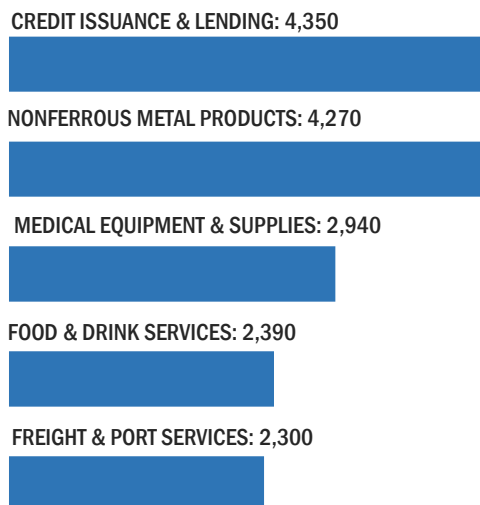 CREDIT ISSUANCE & LENDING: 4,350
NONFERROUS METAL PRODUCTS: 4,270
MEDICAL EQUIPMENT & SUPPLIES: 2,940
FOOD & DRINK SERVICES: 2,390
FREIGHT & PORT SERVICES: 2,300